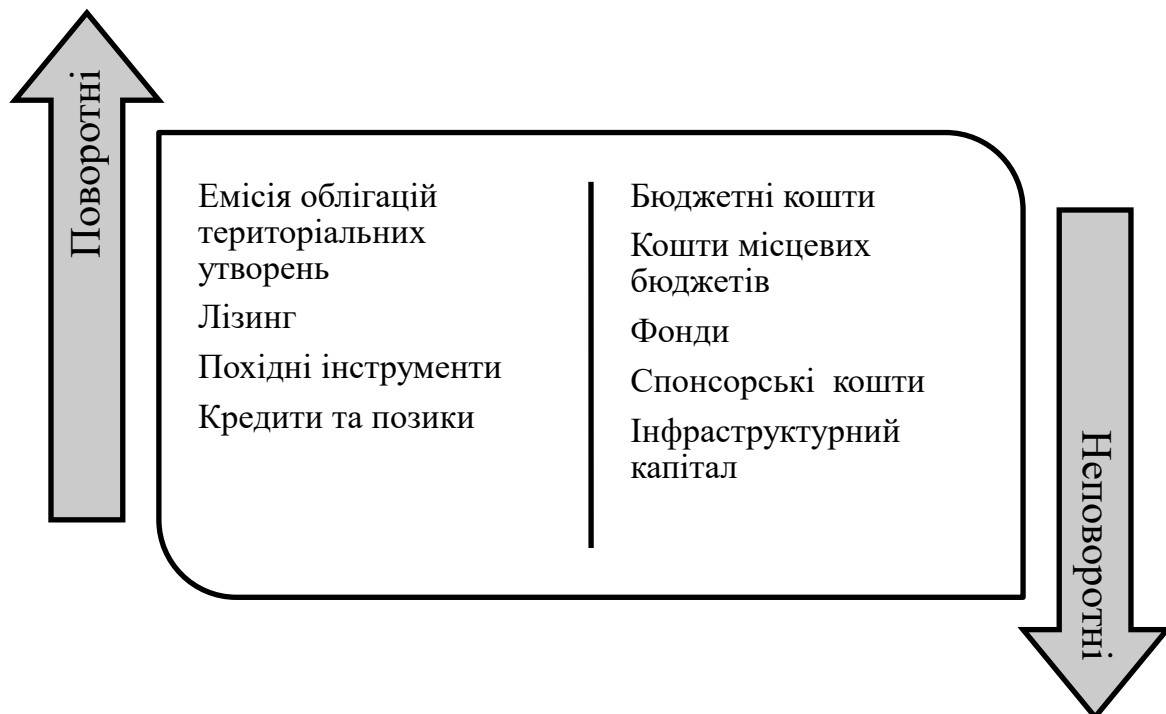 Поворотні
Емісія облігацій
територіальних
утворень
Лізинг
Похідні інструменти
Кредити та позики
Бюджетні кошти
Кошти місцевих
бюджетів
Фонди
Спонсорські  кошти
Інфраструктурний
капітал
Неповоротні